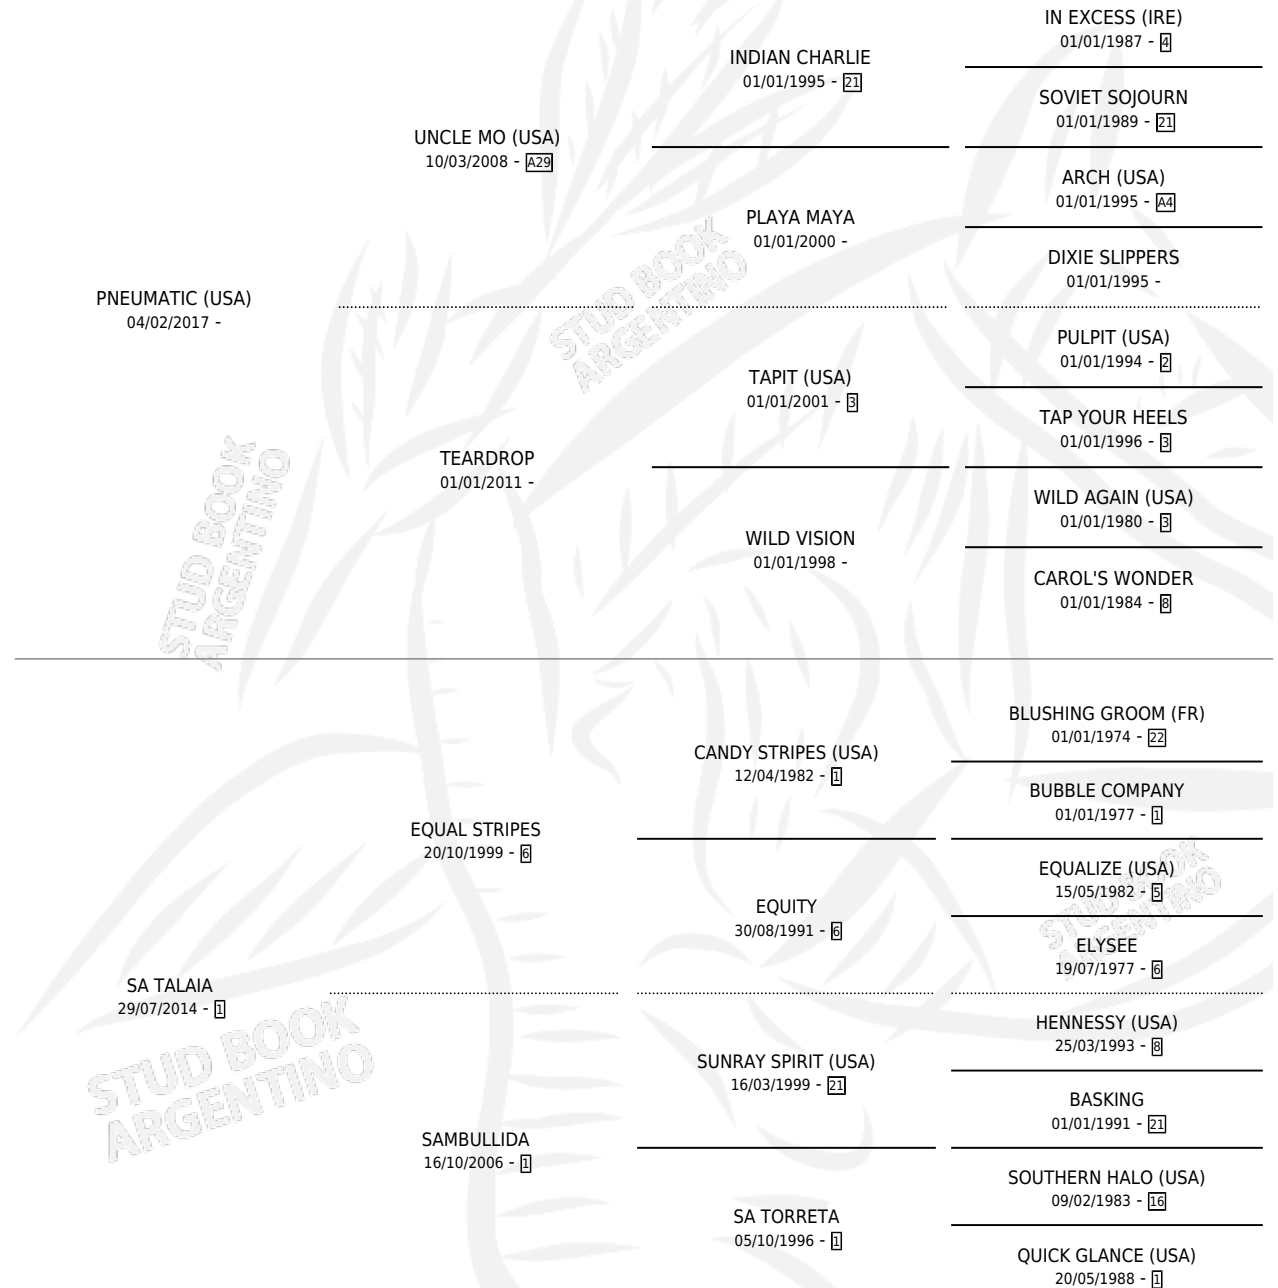 IN EXCESS (IRE)
01/01/1987 - 4
INDIAN CHARLIE
01/01/1995 - 21
SOVIET SOJOURN
01/01/1989 - 21
UNCLE MO (USA)
10/03/2008 - A29
ARCH (USA)
01/01/1995 - A4
PLAYA MAYA
01/01/2000 -
DIXIE SLIPPERS
01/01/1995 -
PNEUMATIC (USA)
04/02/2017 -
PULPIT (USA)
01/01/1994 - 2
TAPIT (USA)
01/01/2001 - 3
TAP YOUR HEELS
01/01/1996 - 3
TEARDROP
01/01/2011 -
WILD AGAIN (USA)
01/01/1980 - 3
WILD VISION
01/01/1998 -
CAROL'S WONDER
01/01/1984 - 8
BLUSHING GROOM (FR)
01/01/1974 - 22
CANDY STRIPES (USA)
12/04/1982 - 1
BUBBLE COMPANY
01/01/1977 - 1
EQUAL STRIPES
20/10/1999 - 6
EQUALIZE (USA)
15/05/1982 - 5
EQUITY
30/08/1991 - 6
ELYSEE
19/07/1977 - 6
SA TALAIA
29/07/2014 - 1
HENNESSY (USA)
25/03/1993 - 8
SUNRAY SPIRIT (USA)
16/03/1999 - 21
BASKING
01/01/1991 - 21
SAMBULLIDA
16/10/2006 - 1
SOUTHERN HALO (USA)
09/02/1983 - 16
SA TORRETA
05/10/1996 - 1
QUICK GLANCE (USA)
20/05/1988 - 1
STUD BOOK
ARGENTINO
STUD BOOK
ARGENTINO
STUD BOOK
ARGENTINO
STUD BOOK
ARGENTINO